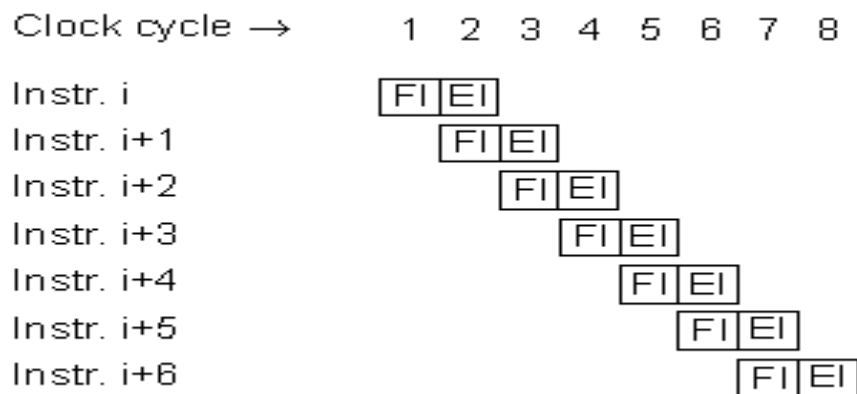 Clock cycle → 1 2 3 4 5 6 7 8
Instr. i FI EI
Instr. i+1 FI EI
Instr. i+2 FI EI
Instr. i+3 FI EI
Instr. i+4 FI EI
Instr. i+5 FI EI
Instr. i+6 FI EI